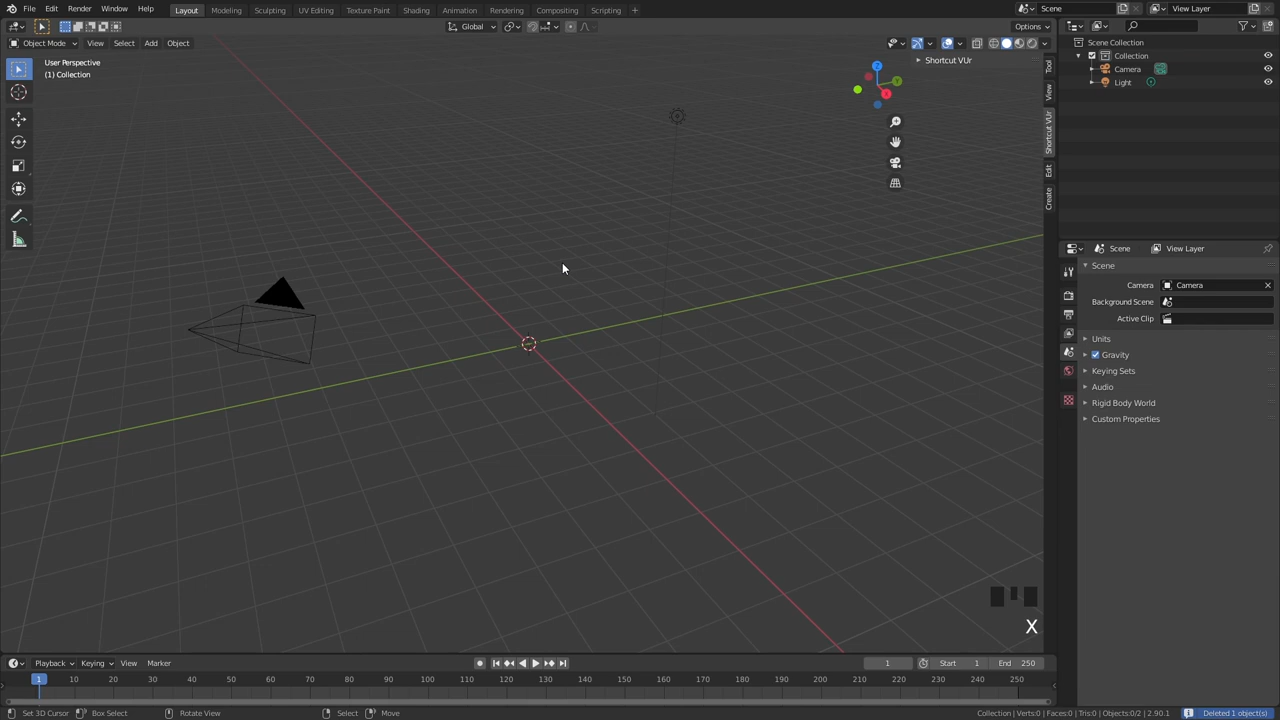 File Edit Render Window Help Layout Modeling Sculpting UV Editing Texture Paint Shading Animation Rendering Compositing Scripting + Scene View Layer
Global Options
Object Mode View Select Add Object
User Perspective
(1) Collection
Shortcut VUr
Z
Y
X
Tool
View
Shortcut VUr
Edit
Create
Scene Collection
Collection
Camera
Light
Scene View Layer
Scene
Camera Camera
Background Scene
Active Clip
Units
Gravity
Keying Sets
Audio
Rigid Body World
Custom Properties
X
Playback Keying View Marker 1 Start 1 End 250
1 10 20 30 40 50 60 70 80 90 100 110 120 130 140 150 160 170 180 190 200 210 220 230 240 250
Set 3D Cursor Box Select Rotate View Select Move Collection | Verts:0 | Faces:0 | Tris:0 | Objects:0/2 | 2.90.1 Deleted 1 object(s)